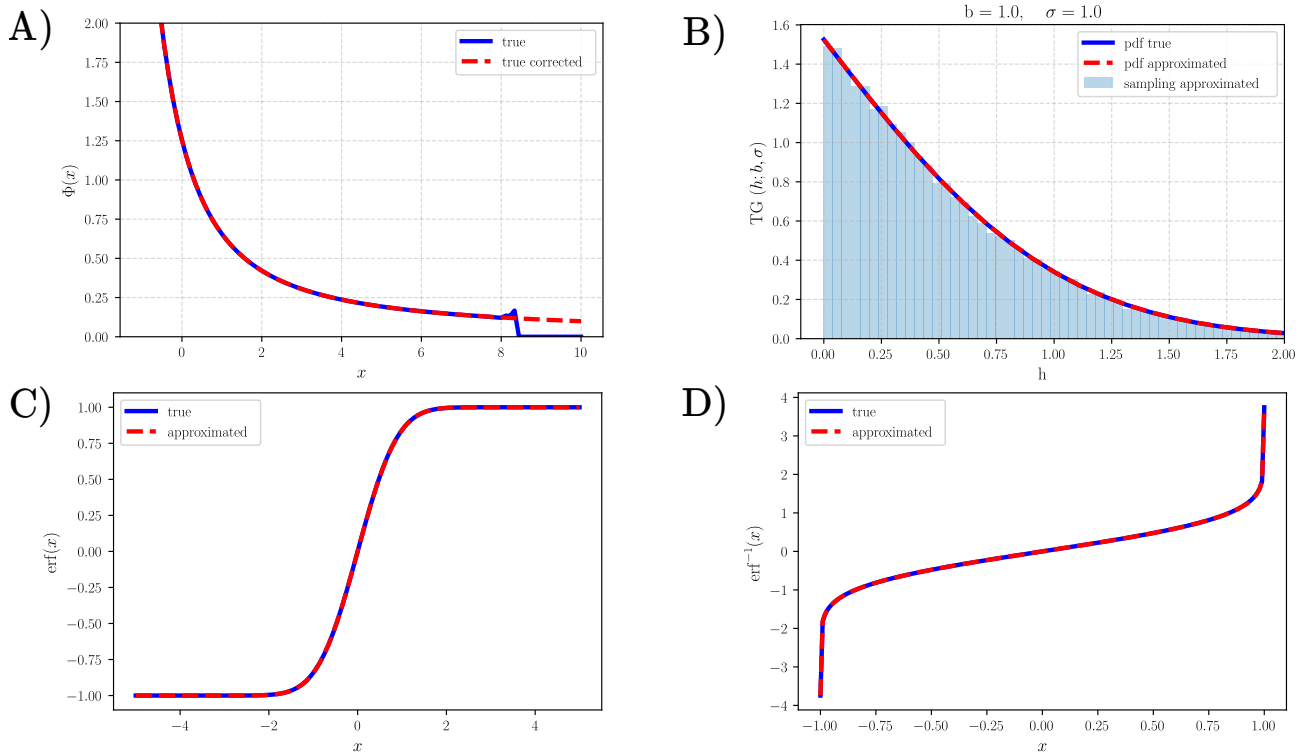 A)
2.00
1.75
1.50
1.25
1.00
0.75
0.50
0.25
0.00
Φ(x)
true
true corrected
0
2
4
6
8
10
x
B)
b = 1.0, σ = 1.0
1.6
1.4
1.2
1.0
0.8
0.6
0.4
0.2
0.0
TG (h; b, σ)
pdf true
pdf approximated
sampling approximated
0.00
0.25
0.50
0.75
1.00
1.25
1.50
1.75
2.00
h
C)
1.00
0.75
0.50
0.25
0.00
−0.25
−0.50
−0.75
−1.00
erf(x)
true
approximated
−4
−2
0
2
4
x
D)
4
3
2
1
0
−1
−2
−3
−4
erf⁻¹(x)
true
approximated
−1.00
−0.75
−0.50
−0.25
0.00
0.25
0.50
0.75
1.00
x